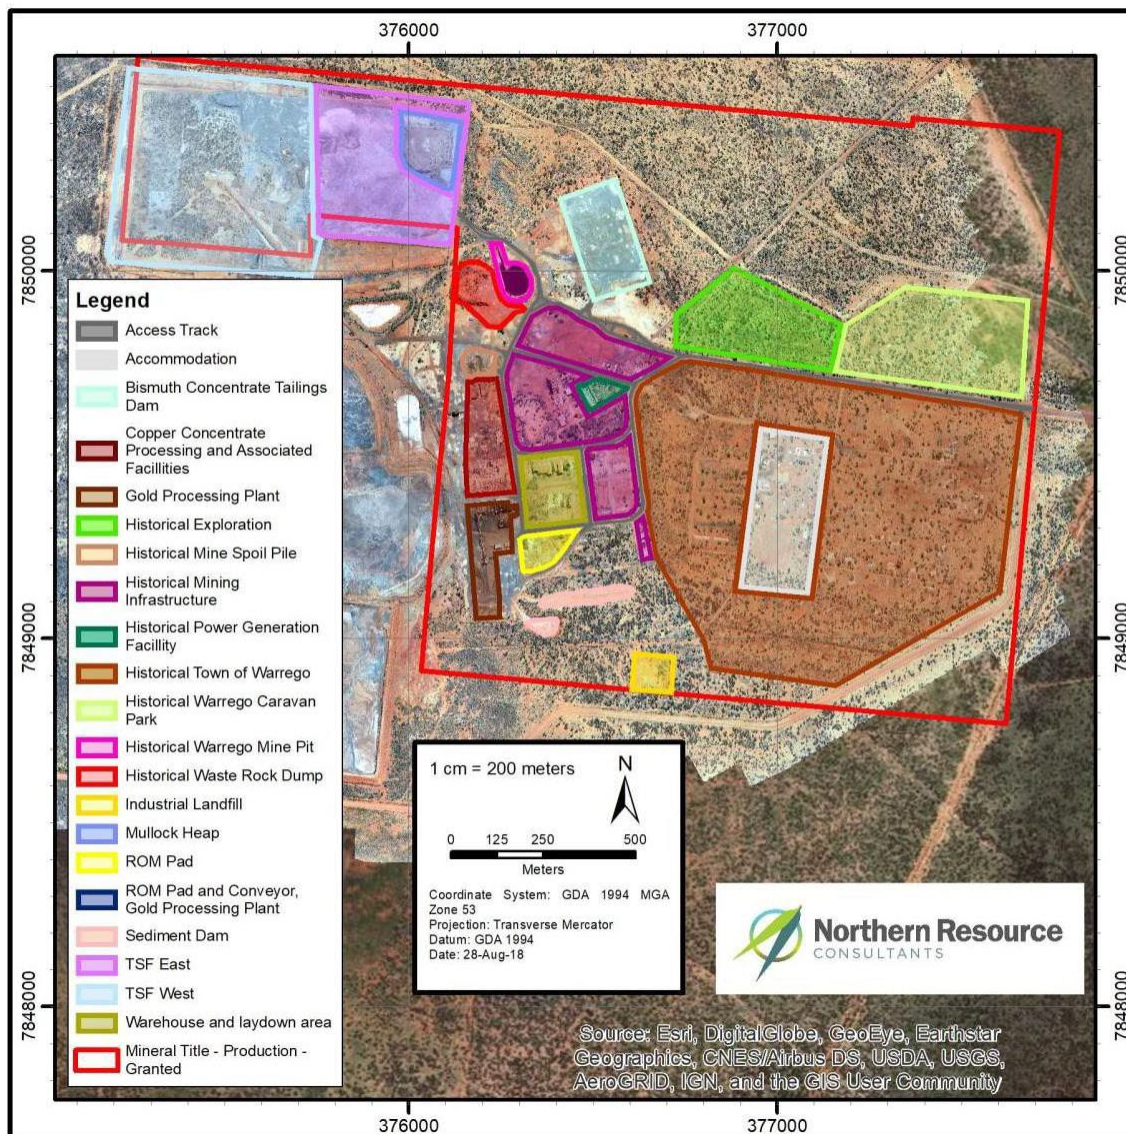 376000
377000
7850000
7850000
Legend
Access Track
Accommodation
Bismuth Concentrate Tailings
Dam
Copper Concentrate
Processing and Associated
Facillities
Gold Processing Plant
Historical Exploration
Historical Mine Spoil Pile
Historical Mining
Infrastructure
Historical Power Generation
Facility
Historical Town of Warrego
Historical Warrego Caravan
Park
Historical Warrego Mine Pit
Historical Waste Rock Dump
Industrial Landfill
Mullock Heap
ROM Pad
ROM Pad and Conveyor,
Gold Processing Plant
Sediment Dam
TSF East
TSF West
Warehouse and laydown area
Mineral Title - Production -
Granted
7849000
7849000
1 cm = 200 meters
N
0 125 250 500
Meters
Coordinate System: GDA 1994 MGA
Zone 53
Projection: Transverse Mercator
Datum: GDA 1994
Date: 28-Aug-18
Northern Resource
CONSULTANTS
7848000
7848000
Source: Esri, DigitalGlobe, GeoEye, Earthstar
Geographics, CNES/Airbus DS, USDA, USGS,
AeroGRID, IGN, and the GIS User Community
376000
377000